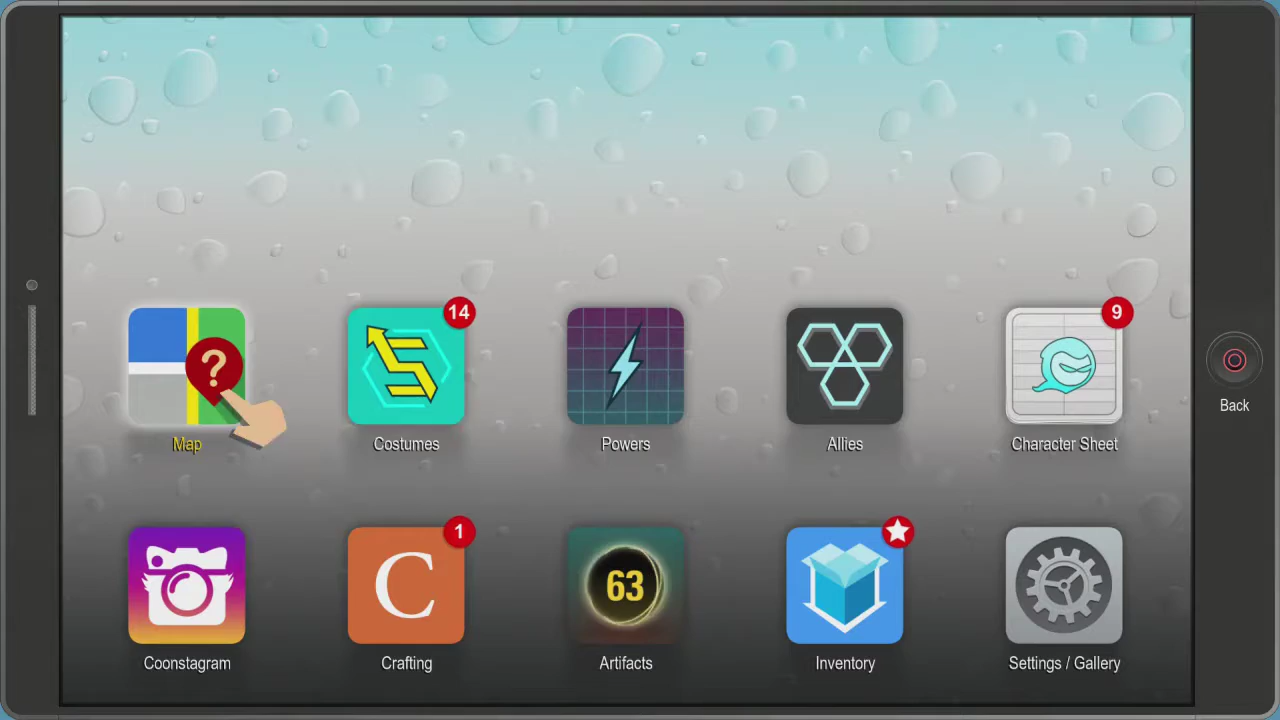 ?
14
9
Map
Costumes
Powers
Allies
Character Sheet
Back
C
1
63
Coonstagram
Crafting
Artifacts
Inventory
Settings / Gallery